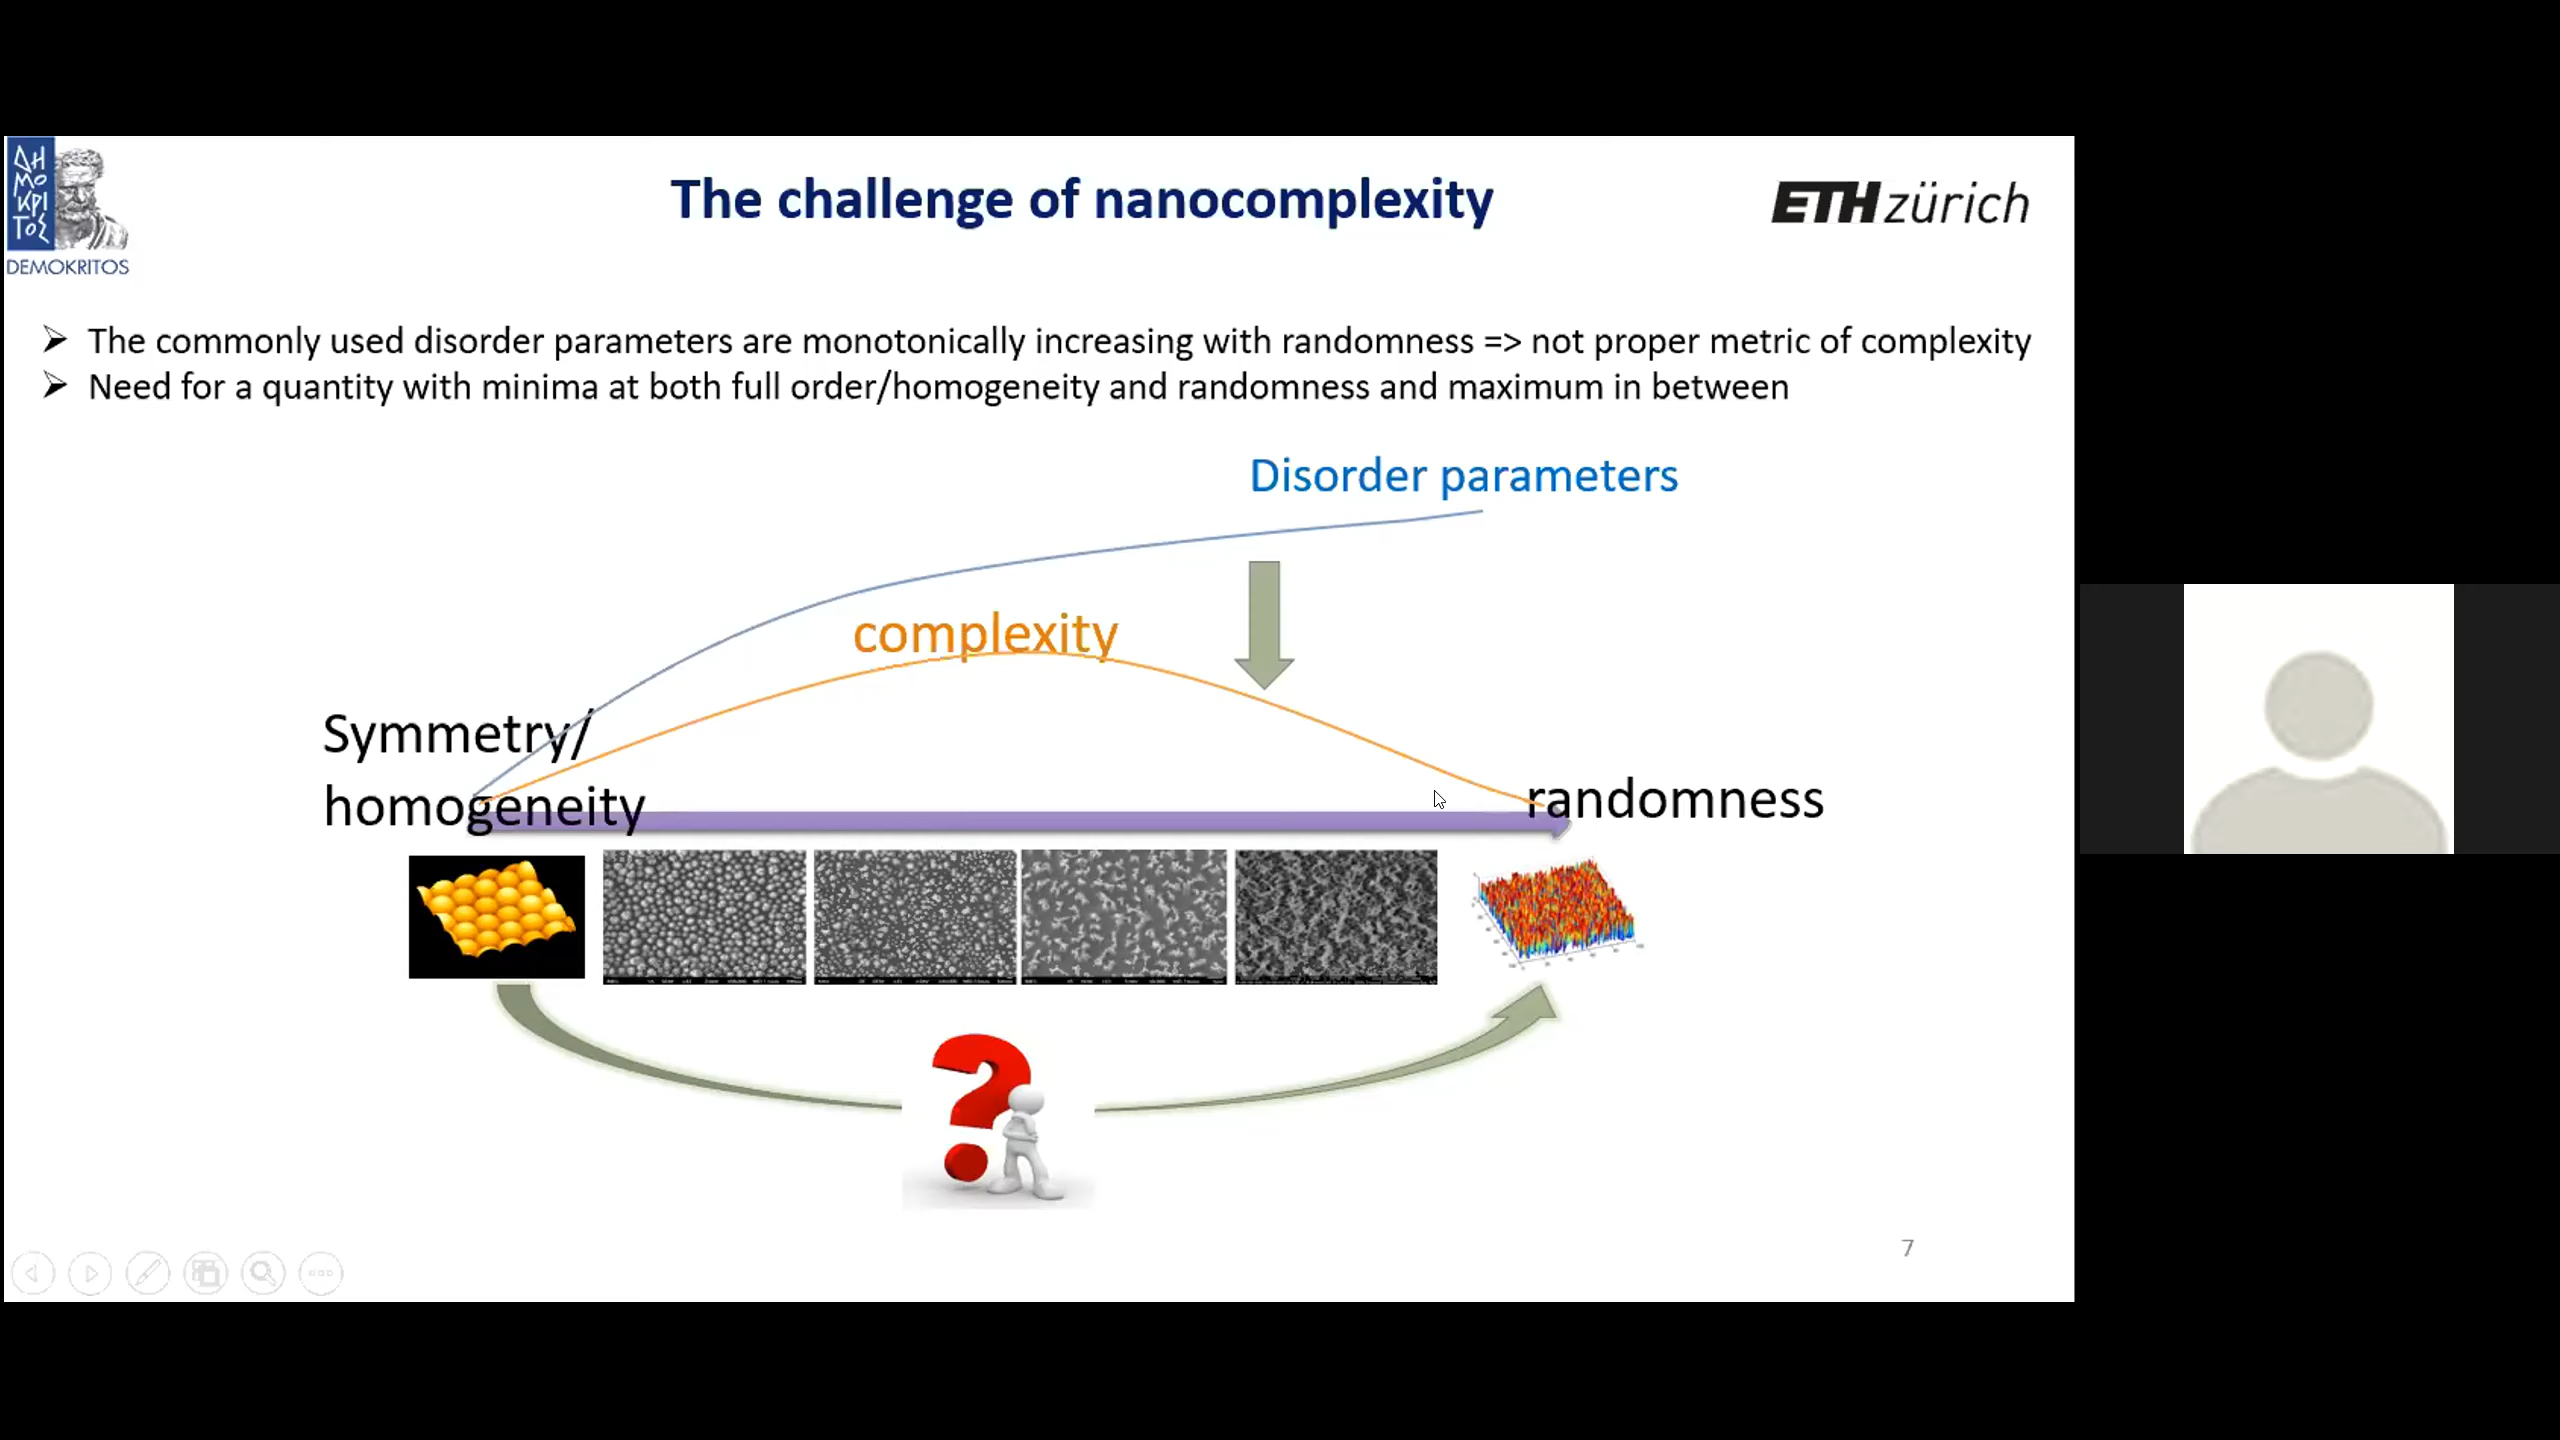 ΔΗ
ΜΟ
ΚΡΙ
ΤΟΣ
DEMOKRITOS
The challenge of nanocomplexity
ETH zürich
The commonly used disorder parameters are monotonically increasing with randomness => not proper metric of complexity
Need for a quantity with minima at both full order/homogeneity and randomness and maximum in between
Disorder parameters
complexity
Symmetry/
homogeneity
randomness
7